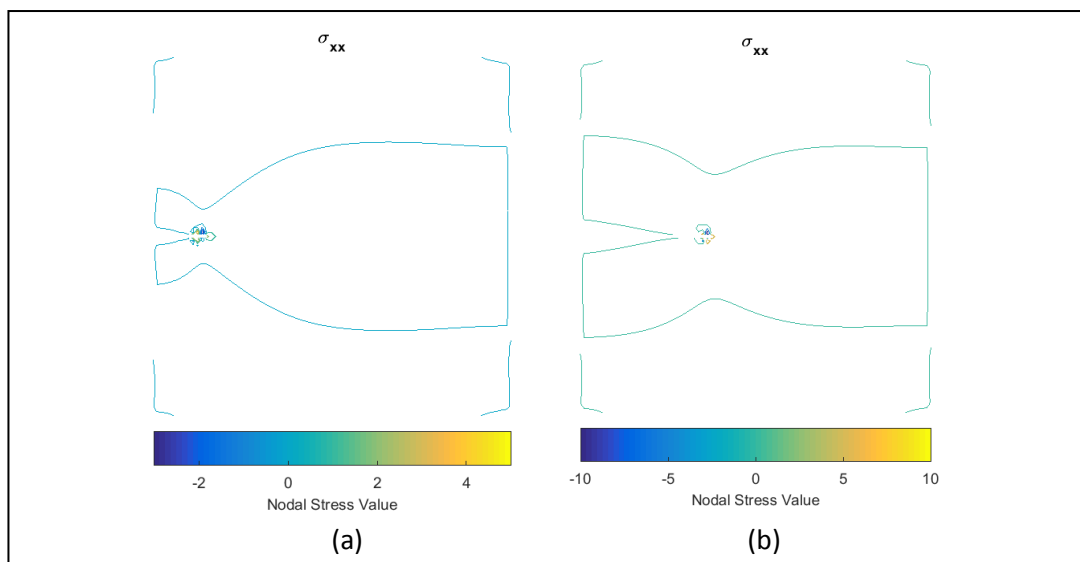 σxx
σxx
-2 0 2 4
-10 -5 0 5 10
Nodal Stress Value
Nodal Stress Value
(a)
(b)